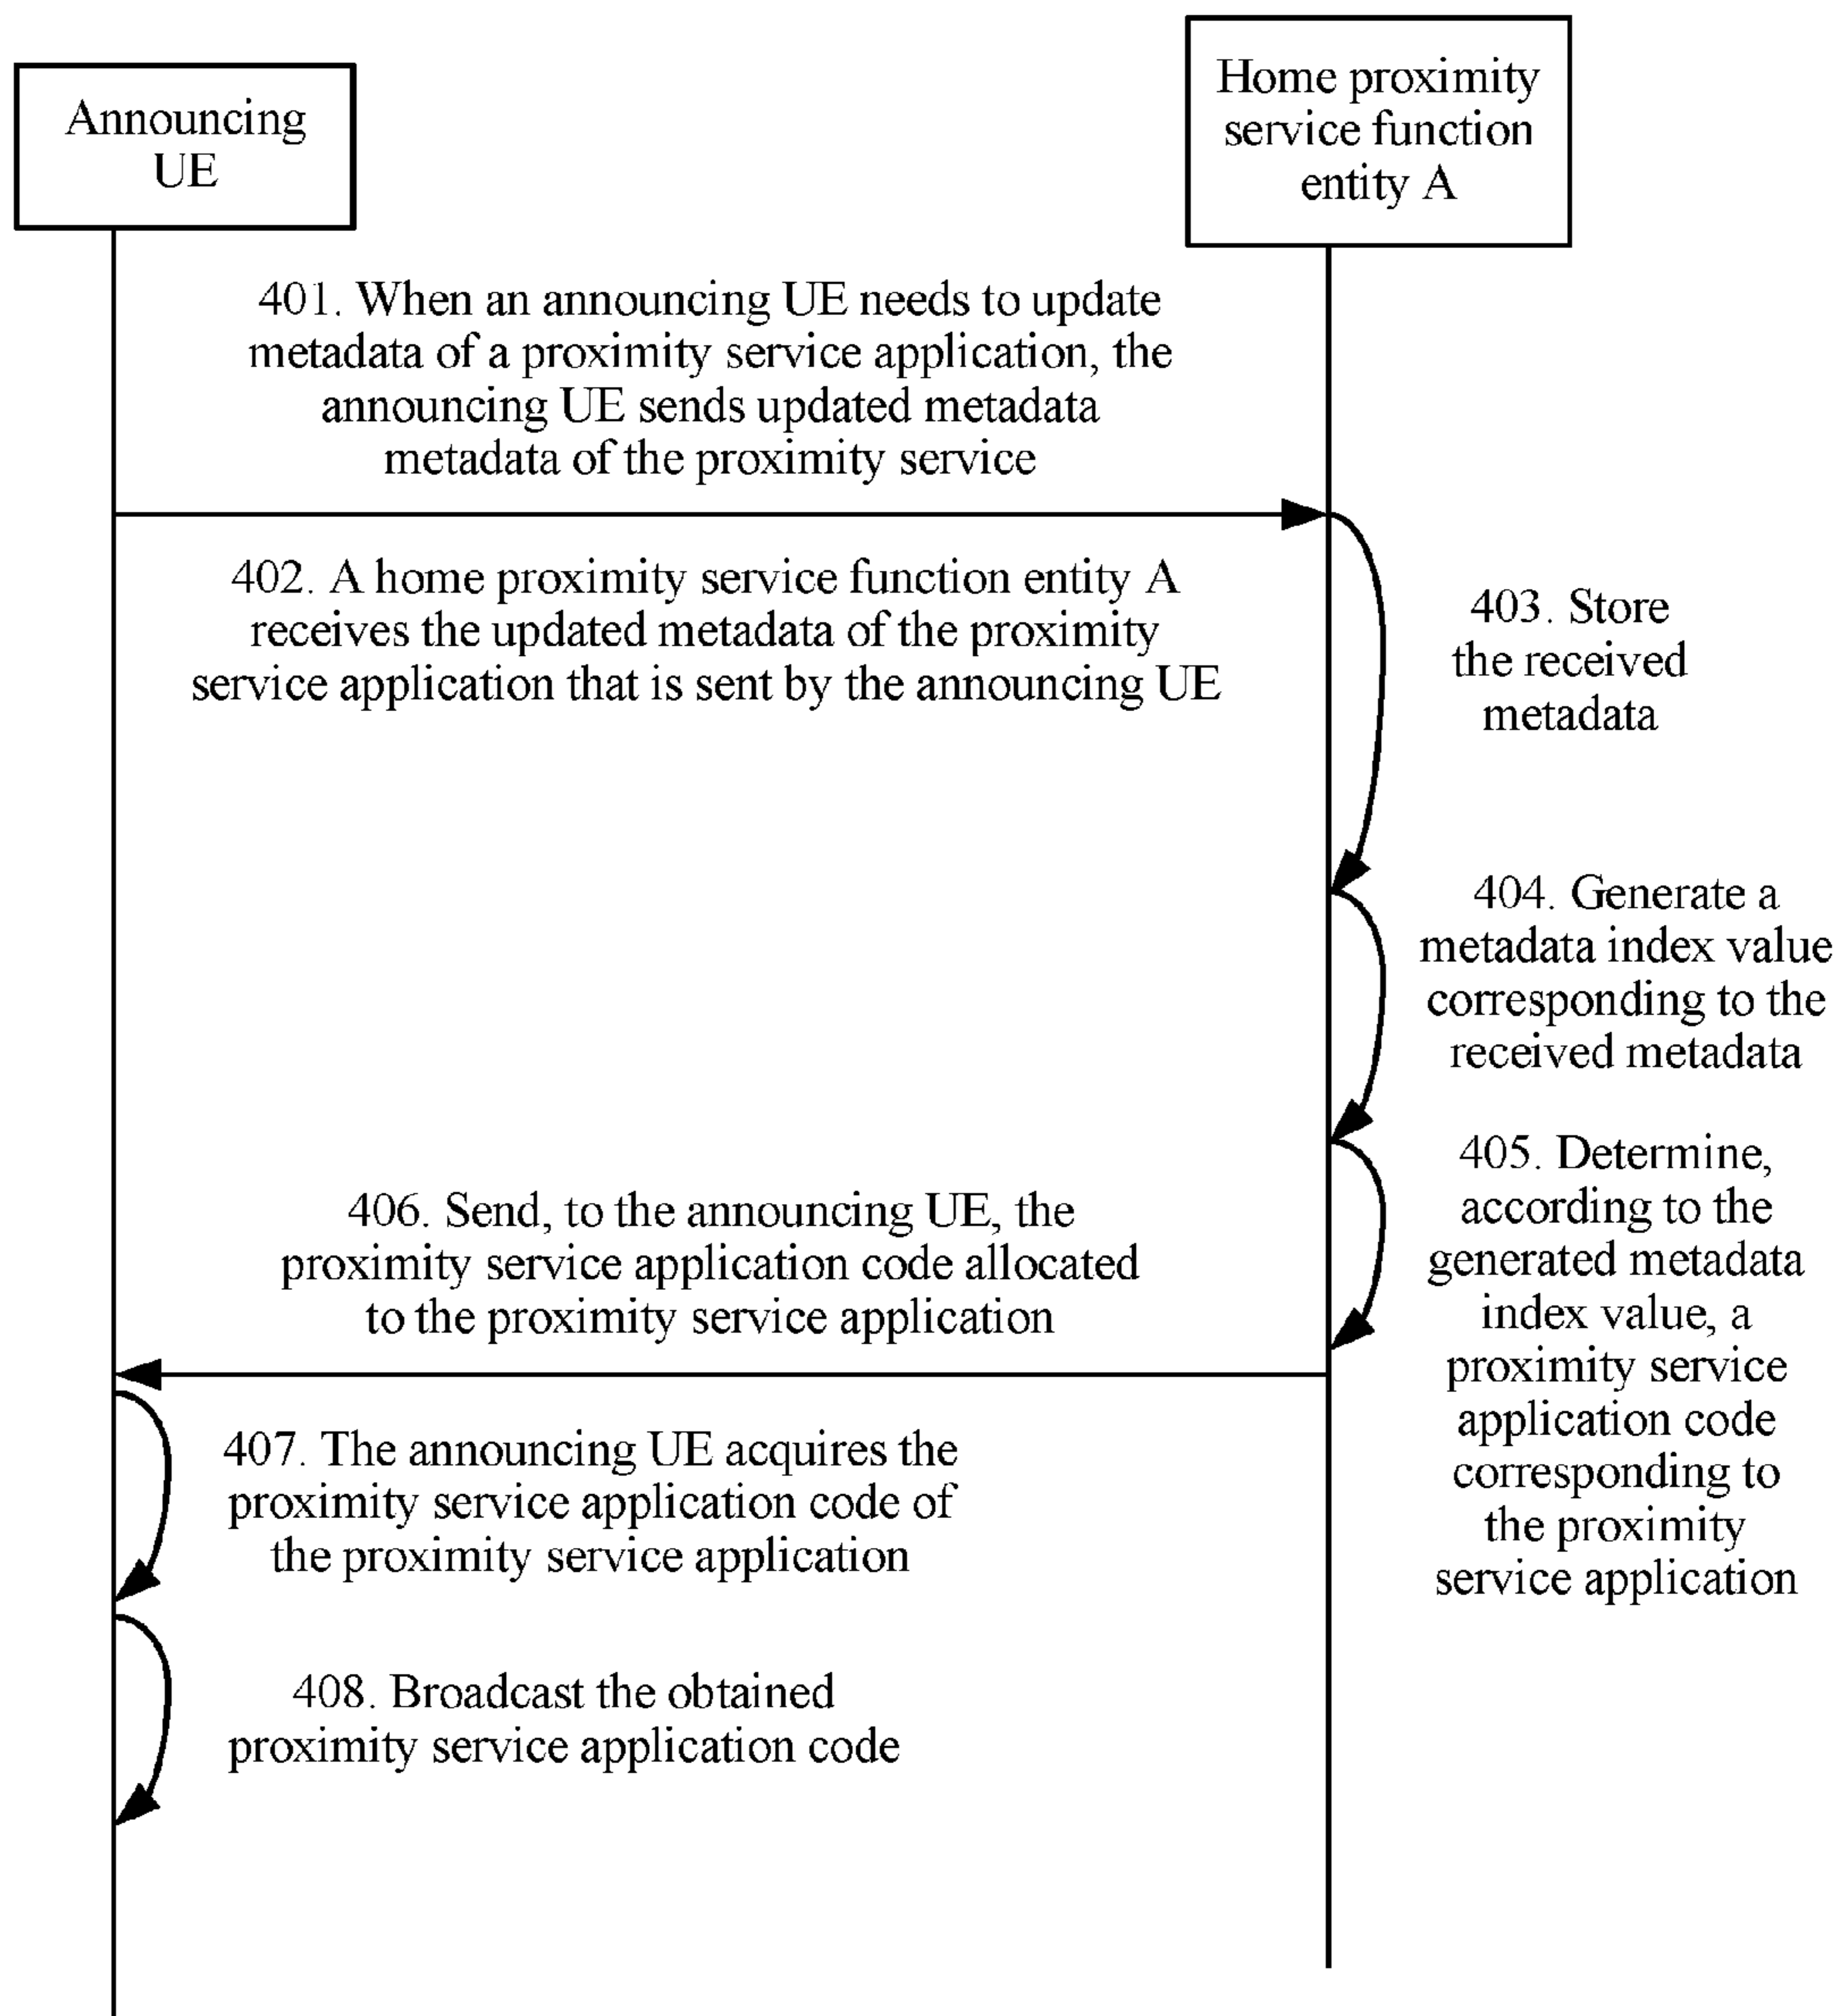 Announcing
UE
Home proximity
service function
entity A
401. When an announcing UE needs to update
metadata of a proximity service application, the
announcing UE sends updated metadata
metadata of the proximity service
402. A home proximity service function entity A
receives the updated metadata of the proximity
service application that is sent by the announcing UE
403. Store
the received
metadata
404. Generate a
metadata index value
corresponding to the
received metadata
405. Determine,
according to the
generated metadata
index value, a
proximity service
application code
corresponding to
the proximity
service application
406. Send, to the announcing UE, the
proximity service application code allocated
to the proximity service application
407. The announcing UE acquires the
proximity service application code of
the proximity service application
408. Broadcast the obtained
proximity service application code